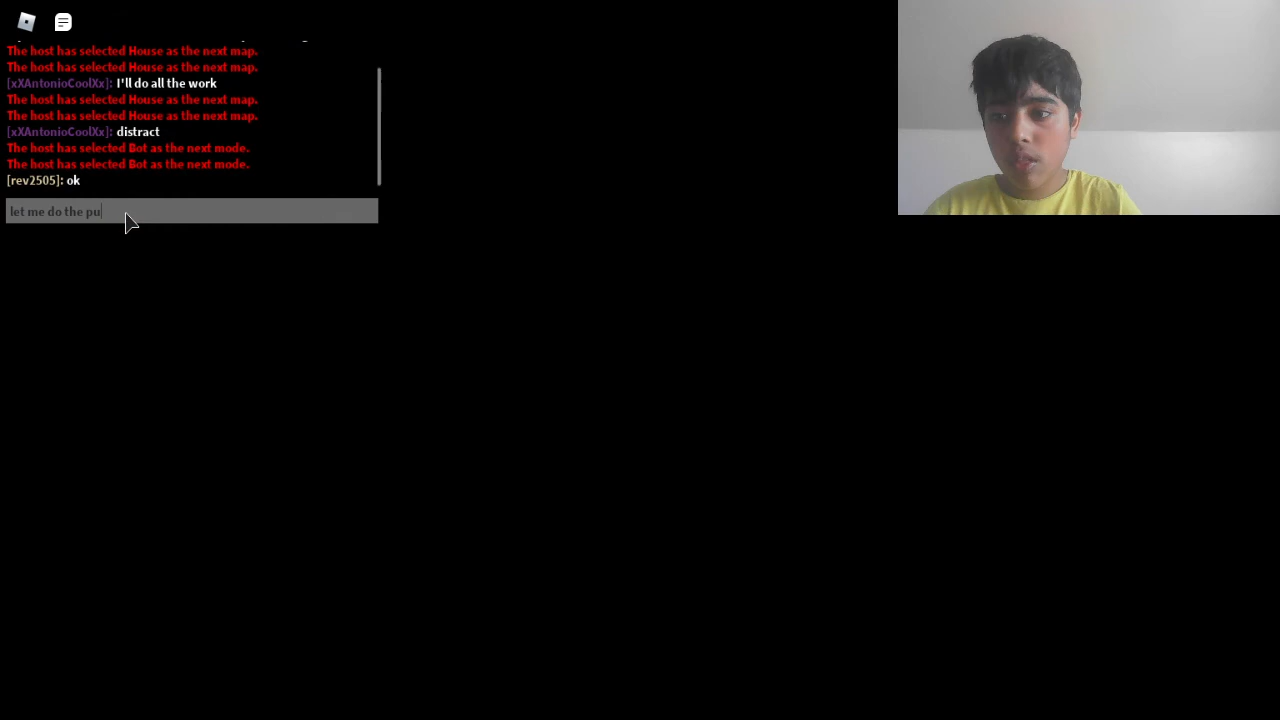 The host has selected House as the next map.
The host has selected House as the next map.
[xXAntonioCoolXx]: I'll do all the work
The host has selected House as the next map.
The host has selected House as the next map.
[xXAntonioCoolXx]: distract
The host has selected Bot as the next mode.
The host has selected Bot as the next mode.
[rev2505]: ok
let me do the pu